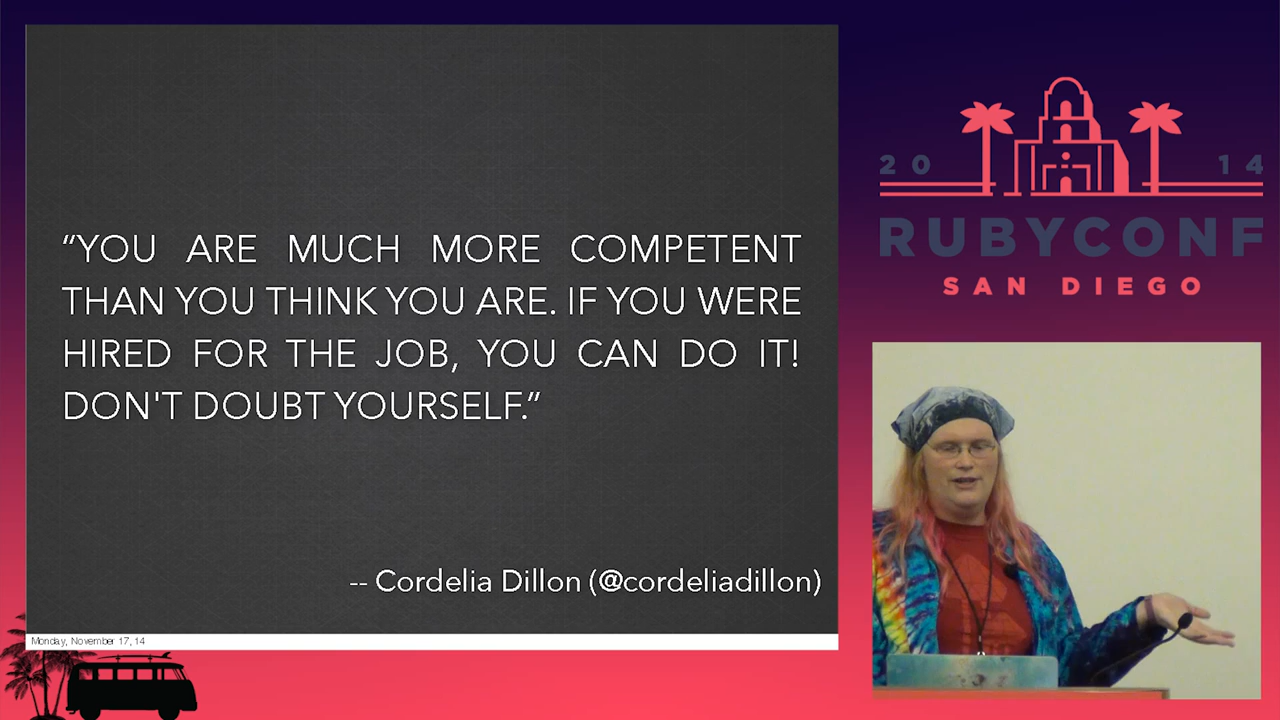 “YOU ARE MUCH MORE COMPETENT
THAN YOU THINK YOU ARE. IF YOU WERE
HIRED FOR THE JOB, YOU CAN DO IT!
DON'T DOUBT YOURSELF.”
-- Cordelia Dillon (@cordeliadillon)
Monday, November 17, 14
20 14
RUBYCONF
SAN DIEGO